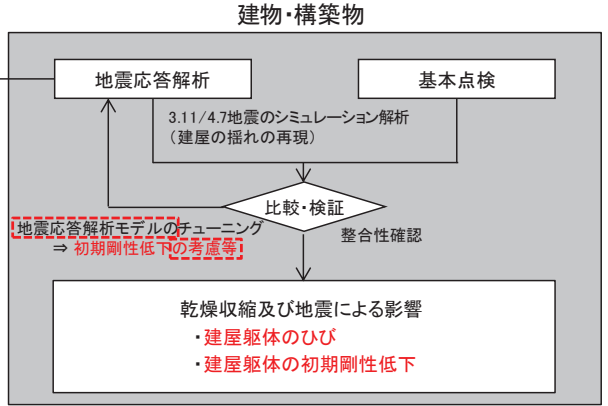 建物・構築物
地震応答解析
基本点検
3.11/4.7地震のシミュレーション解析
（建屋の揺れの再現）
比較・検証
地震応答解析モデルのチューニング
⇒ 初期剛性低下の考慮等
整合性確認
乾燥収縮及び地震による影響
・建屋躯体のひび
・建屋躯体の初期剛性低下